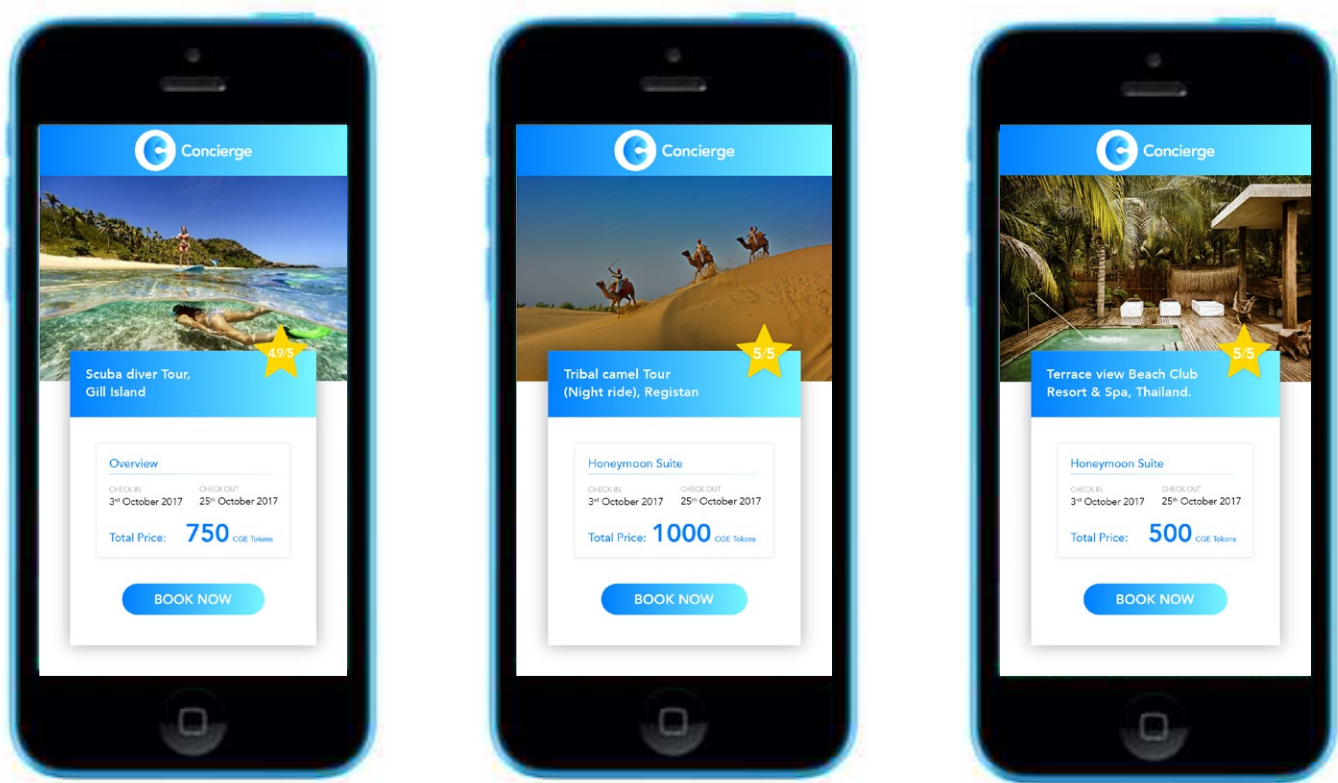 Concierge
4.9/5
Scuba diver Tour,
Gill Island
Overview
CHECK IN
CHECK OUT
3rd October 2017
25th October 2017
Total Price: 750 CGE Tokens
BOOK NOW
Concierge
5/5
Tribal camel Tour
(Night ride), Registan
Honeymoon Suite
CHECK IN
CHECK OUT
3rd October 2017
25th October 2017
Total Price: 1000 CGE Tokens
BOOK NOW
Concierge
5/5
Terrace view Beach Club
Resort & Spa, Thailand.
Honeymoon Suite
CHECK IN
CHECK OUT
3rd October 2017
25th October 2017
Total Price: 500 CGE Tokens
BOOK NOW